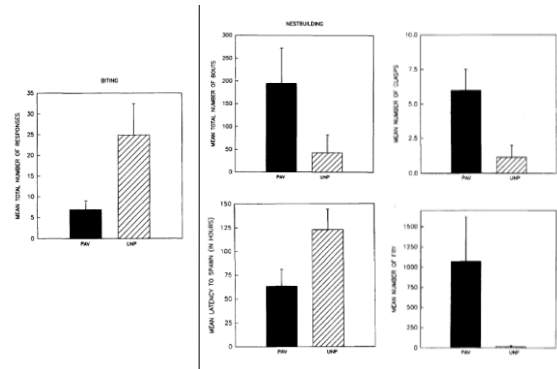 BITING
MEAN TOTAL NUMBER OF RESPONSES
35
30
25
20
15
10
5
0
PAV UNP
NESTBUILDING
MEAN TOTAL NUMBER OF BOUTS
300
250
200
150
100
50
0
PAV UNP
MEAN NUMBER OF CLASPS
10.0
7.5
5.0
2.5
0.0
PAV UNP
MEAN LATENCY TO SPAWN (IN HOURS)
150
125
100
75
50
25
0
PAV UNP
MEAN NUMBER OF FRY
1500
1250
1000
750
500
250
0
PAV UNP